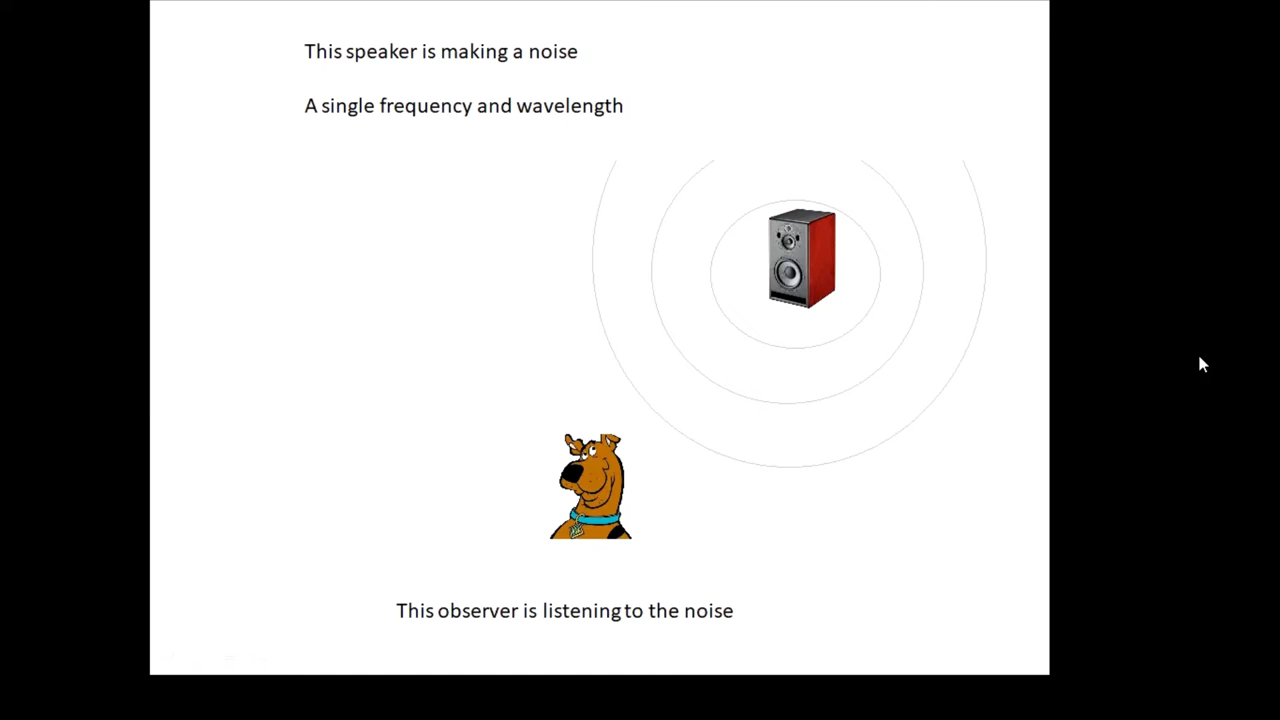 This speaker is making a noise
A single frequency and wavelength
This observer is listening to the noise